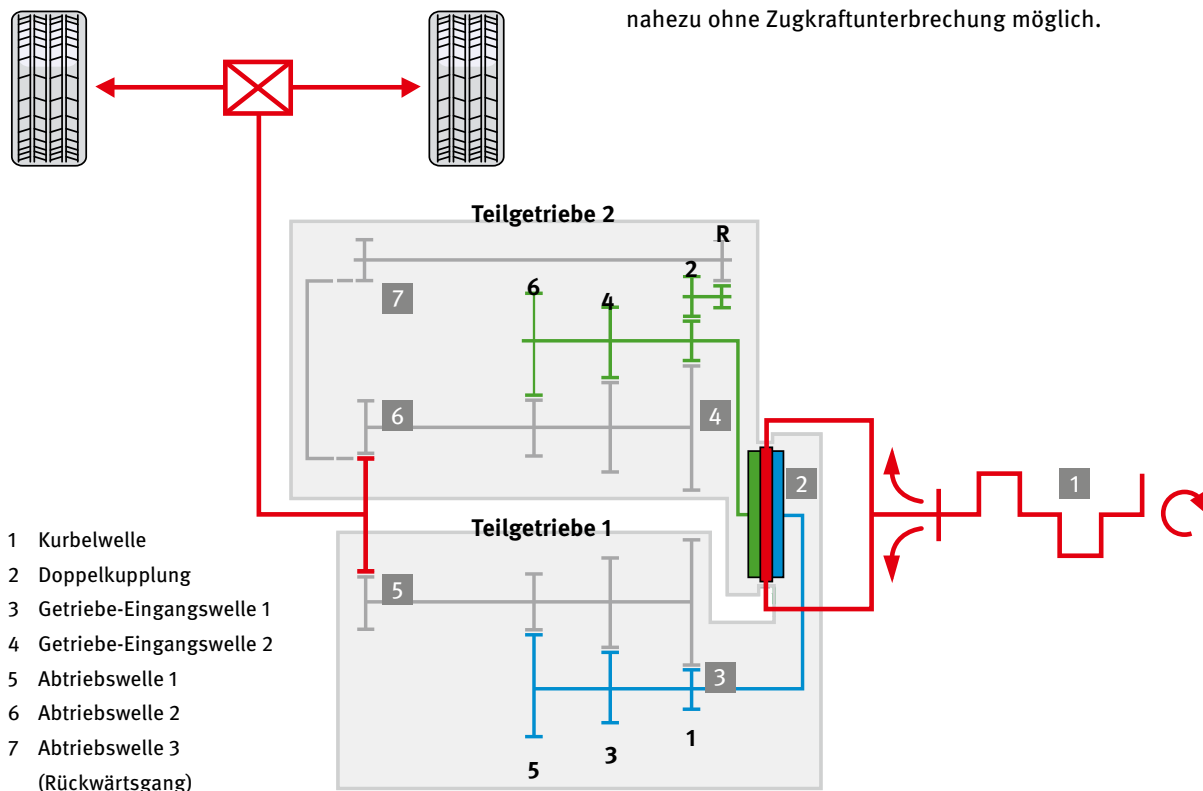 nahezu ohne Zugkraftunterbrechung möglich.
Teilgetriebe 2
R
2
6
4
7
6
4
2
1
Teilgetriebe 1
5
3
1
3
5
1 Kurbelwelle
2 Doppelkupplung
3 Getriebe-Eingangswelle 1
4 Getriebe-Eingangswelle 2
5 Abtriebswelle 1
6 Abtriebswelle 2
7 Abtriebswelle 3
(Rückwärtsgang)